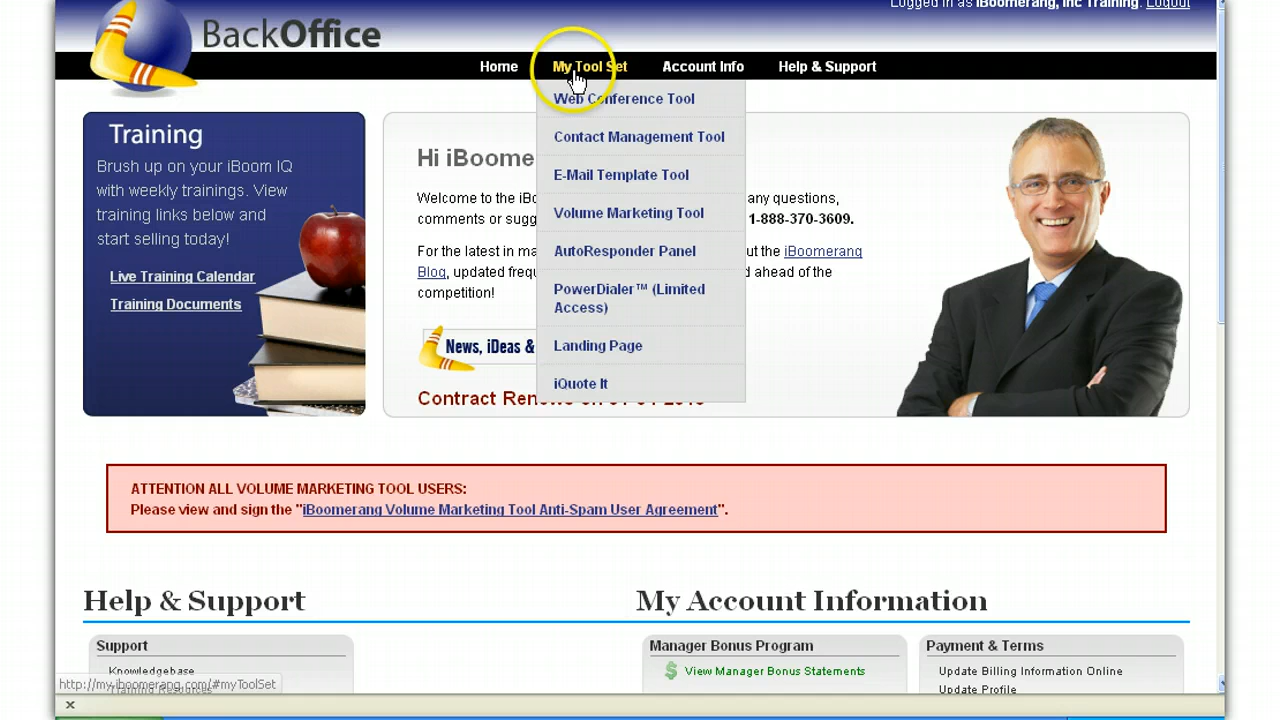 Logged in as iBoomerang, Inc Training. Logout
BackOffice
Home My Tool Set Account Info Help & Support
Web Conference Tool
Contact Management Tool
E-Mail Template Tool
Volume Marketing Tool
AutoResponder Panel
PowerDialer™ (Limited
Access)
Landing Page
iQuote It
Training
Brush up on your iBoom IQ
with weekly trainings. View
training links below and
start selling today!
Live Training Calendar
Training Documents
Hi iBoome
Welcome to the iBo any questions,
comments or sugg 1-888-370-3609.
For the latest in ma ut the iBoomerang
Blog, updated frequ d ahead of the
competition!
News, iDeas &
Contract
ATTENTION ALL VOLUME MARKETING TOOL USERS:
Please view and sign the "iBoomerang Volume Marketing Tool Anti-Spam User Agreement".
Help & Support
My Account Information
Support
Knowledgebase
Training Resources
Manager Bonus Program
View Manager Bonus Statements
Payment & Terms
Update Billing Information Online
Update Profile
http://my.iboomerang.com/#myToolSet